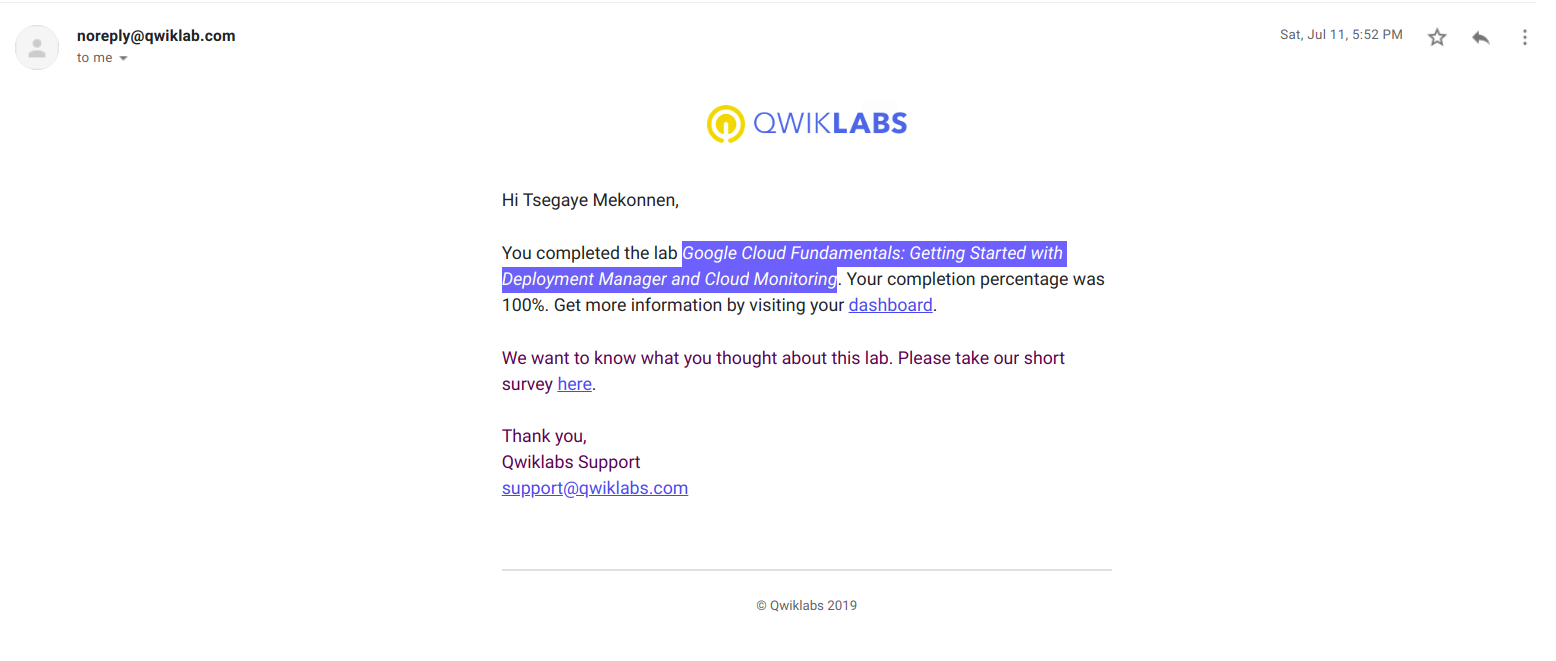 noreply@qwiklab.com
Sat, Jul 11, 5:52 PM
to me
QWIKLABS
Hi Tsegaye Mekonnen,
You completed the lab Google Cloud Fundamentals: Getting Started with
Deployment Manager and Cloud Monitoring. Your completion percentage was
100%. Get more information by visiting your dashboard.
We want to know what you thought about this lab. Please take our short
survey here.
Thank you,
Qwiklabs Support
support@qwiklabs.com
© Qwiklabs 2019